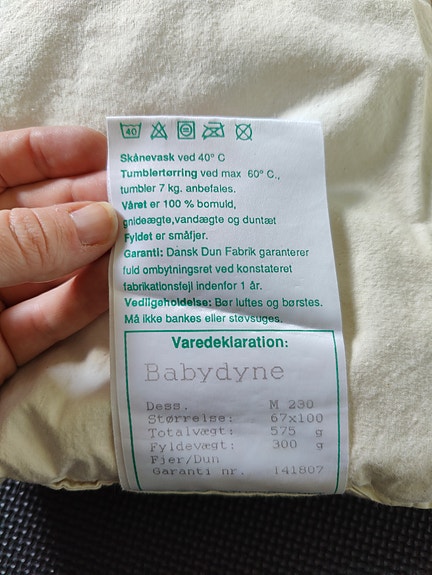 40
Skånevask ved 40° C
Tumblertørring ved max 60° C.,
tumbler 7 kg. anbefales.
Våret er 100 % bomuld,
gnideægte,vandægte og duntæt
Fyldet er småfjer.
Garanti: Dansk Dun Fabrik garanterer
fuld ombytningsret ved konstateret
fabrikationsfejl indenfor 1 år.
Vedligeholdelse: Bør luftes og børstes.
Må ikke bankes eller støvsuges.
Varedeklaration:
Babydyne
Dess. M 230
Størrelse: 67x100
Totalvægt: 575 g
Fyldevægt: 300 g
Fjer/Dun
Garanti nr. 141807